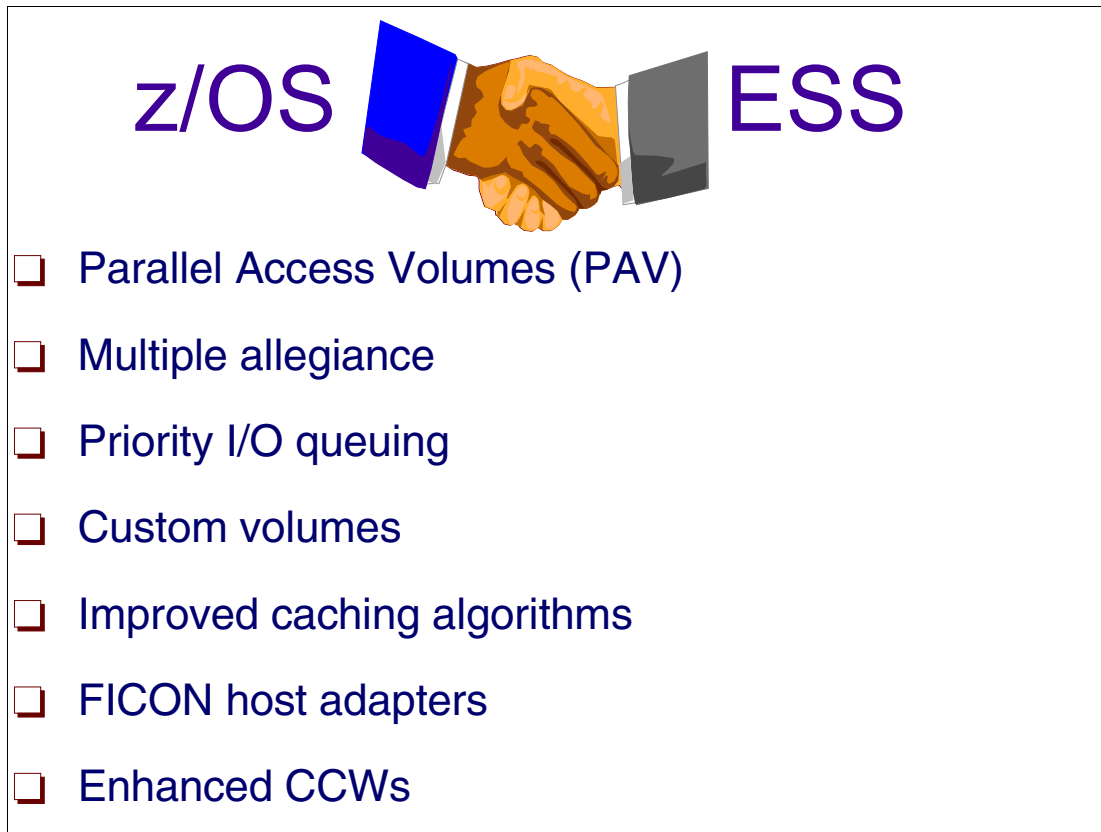 z/OS ESS
Parallel Access Volumes (PAV)
Multiple allegiance
Priority I/O queuing
Custom volumes
Improved caching algorithms
FICON host adapters
Enhanced CCWs